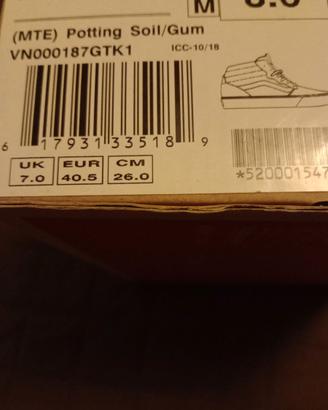 M
(MTE) Potting Soil/Gum
VN000187GTK1 ICC-10/18
6 17931 33518 9
UK EUR CM
7.0 40.5 26.0
*520001547